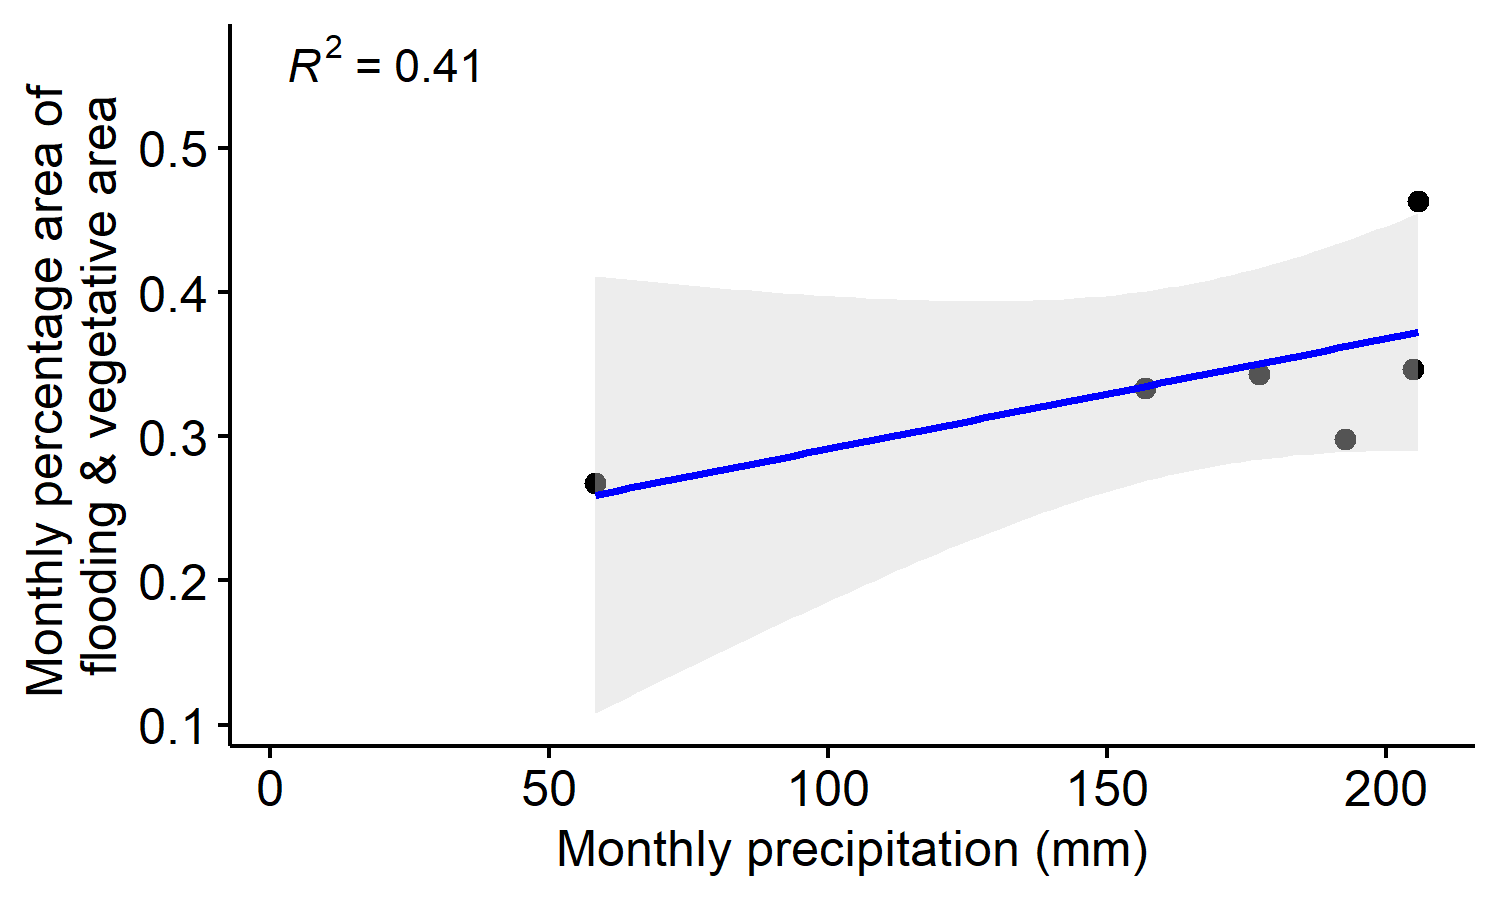 R² = 0.41
Monthly percentage area of
flooding & vegetative area
0.5
0.4
0.3
0.2
0.1
0 50 100 150 200
Monthly precipitation (mm)